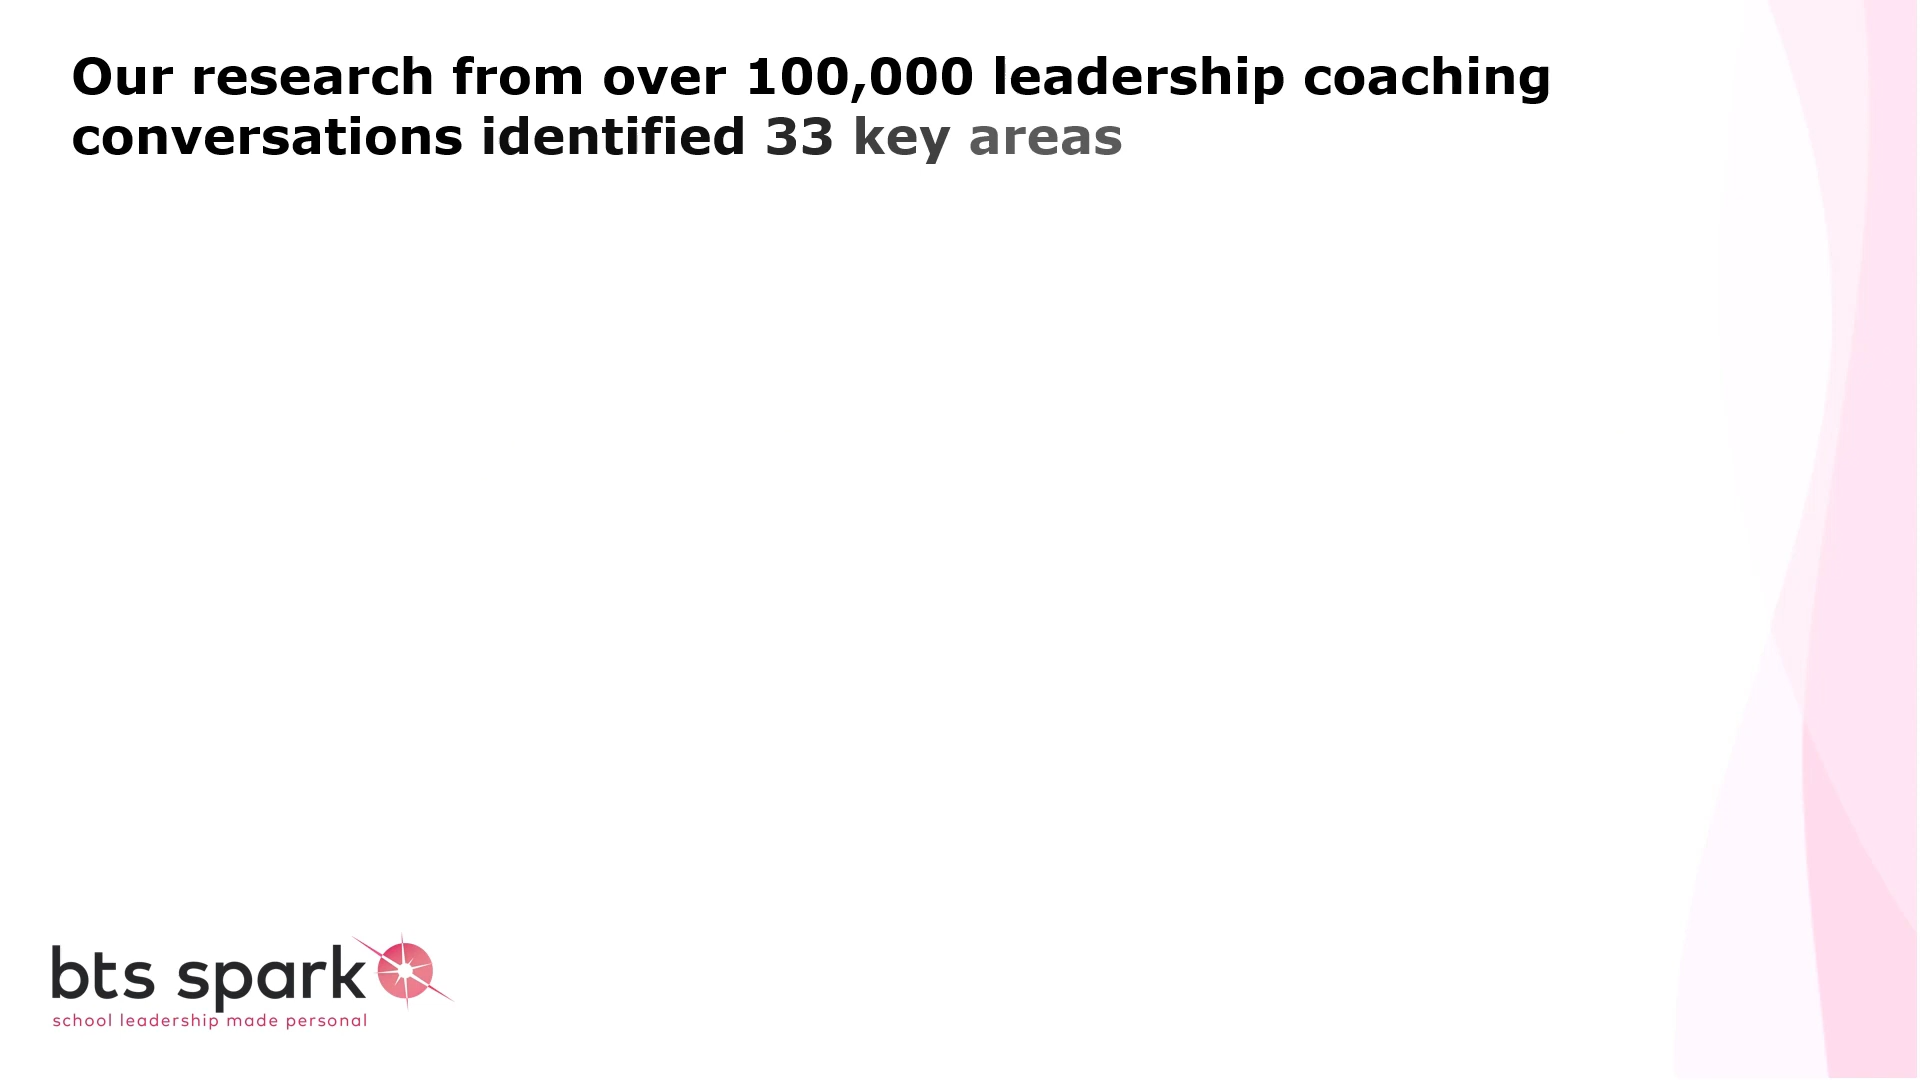 Our research from over 100,000 leadership coaching
conversations identified 33 key areas
bts spark
school leadership made personal